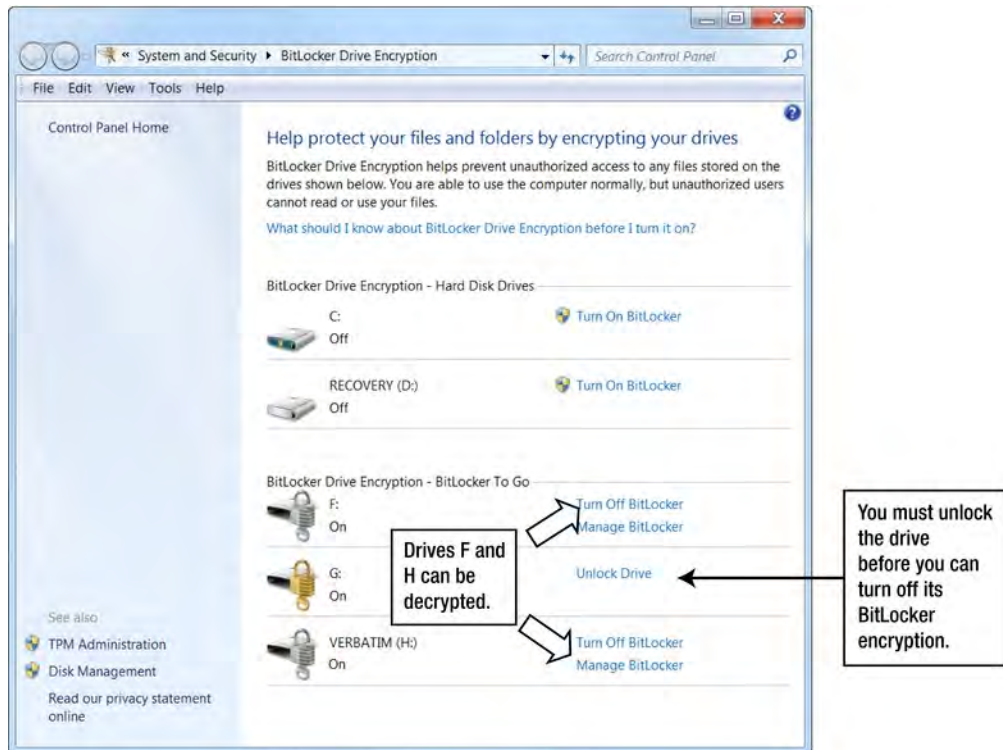 « System and Security ▸ BitLocker Drive Encryption
Search Control Panel
File Edit View Tools Help
Control Panel Home
Help protect your files and folders by encrypting your drives
BitLocker Drive Encryption helps prevent unauthorized access to any files stored on the
drives shown below. You are able to use the computer normally, but unauthorized users
cannot read or use your files.
What should I know about BitLocker Drive Encryption before I turn it on?
BitLocker Drive Encryption - Hard Disk Drives
C:
Off
Turn On BitLocker
RECOVERY (D:)
Off
Turn On BitLocker
BitLocker Drive Encryption - BitLocker To Go
F:
On
Turn Off BitLocker
Manage BitLocker
Drives F and
H can be
decrypted.
G:
On
Unlock Drive
You must unlock
the drive
before you can
turn off its
BitLocker
encryption.
VERBATIM (H:)
On
Turn Off BitLocker
Manage BitLocker
See also
TPM Administration
Disk Management
Read our privacy statement
online